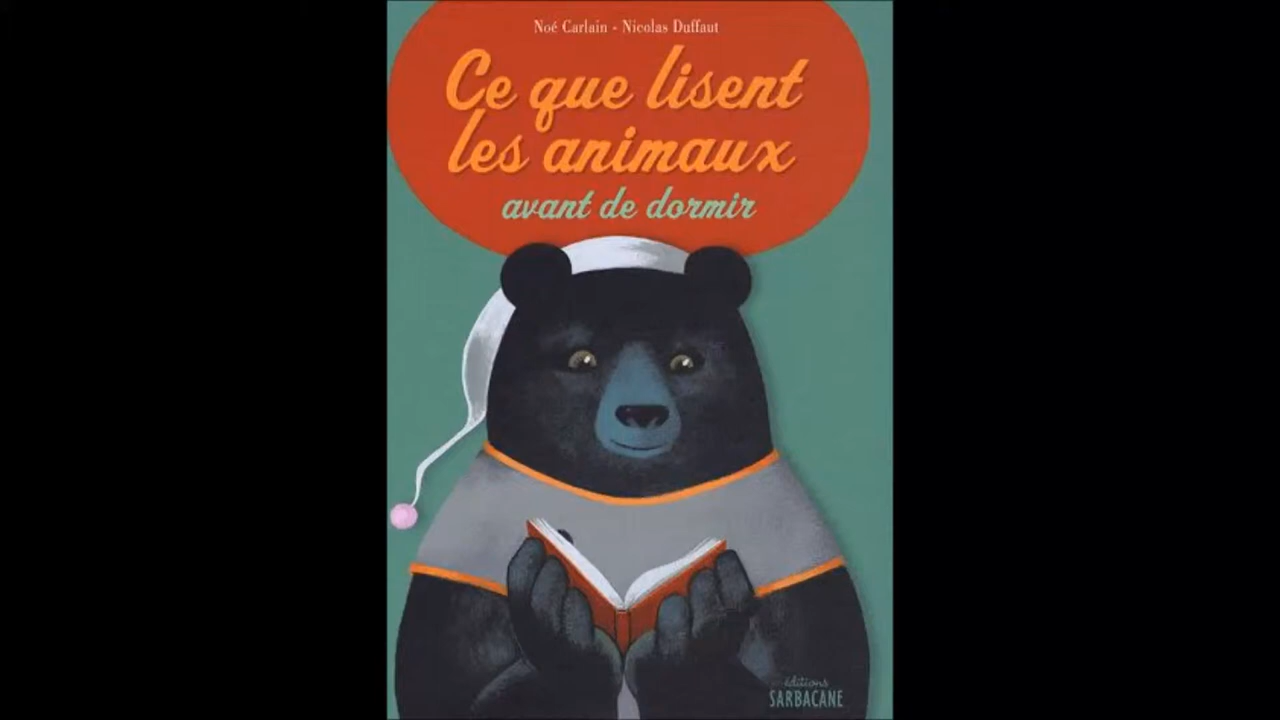 Noé Carlain - Nicolas Duffaut
Ce que lisent
les animaux
avant de dormir
éditions
SARBACANE